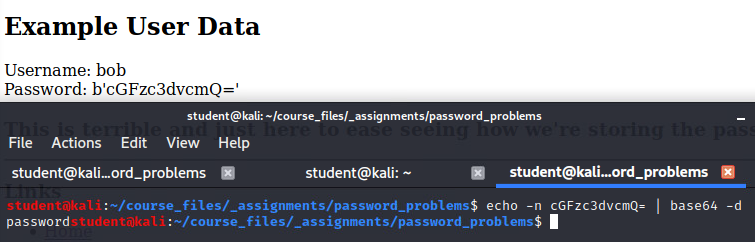 Example User Data
Username: bob
Password: b'cGFzc3dvcmQ='
student@kali: ~/course_files/_assignments/password_problems
This is terrible and just here to ease seeing how we're storing the pass
File Actions Edit View Help
student@kali...ord_problems student@kali: ~ student@kali...ord_problems
Links
student@kali:~/course_files/_assignments/password_problems$ echo -n cGFzc3dvcmQ= | base64 -d
passwordstudent@kali:~/course_files/_assignments/password_problems$
Home